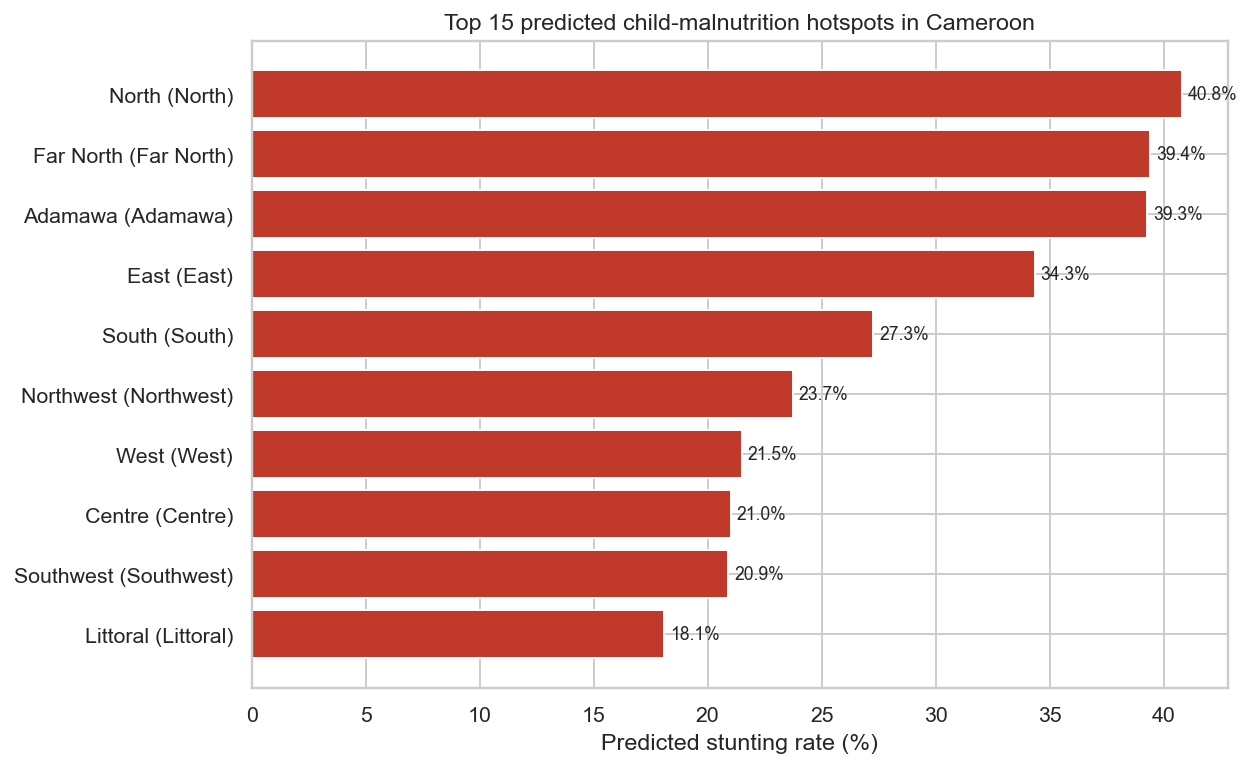 Top 15 predicted child-malnutrition hotspots in Cameroon
North (North) 40.8%
Far North (Far North) 39.4%
Adamawa (Adamawa) 39.3%
East (East) 34.3%
South (South) 27.3%
Northwest (Northwest) 23.7%
West (West) 21.5%
Centre (Centre) 21.0%
Southwest (Southwest) 20.9%
Littoral (Littoral) 18.1%
0 5 10 15 20 25 30 35 40
Predicted stunting rate (%)